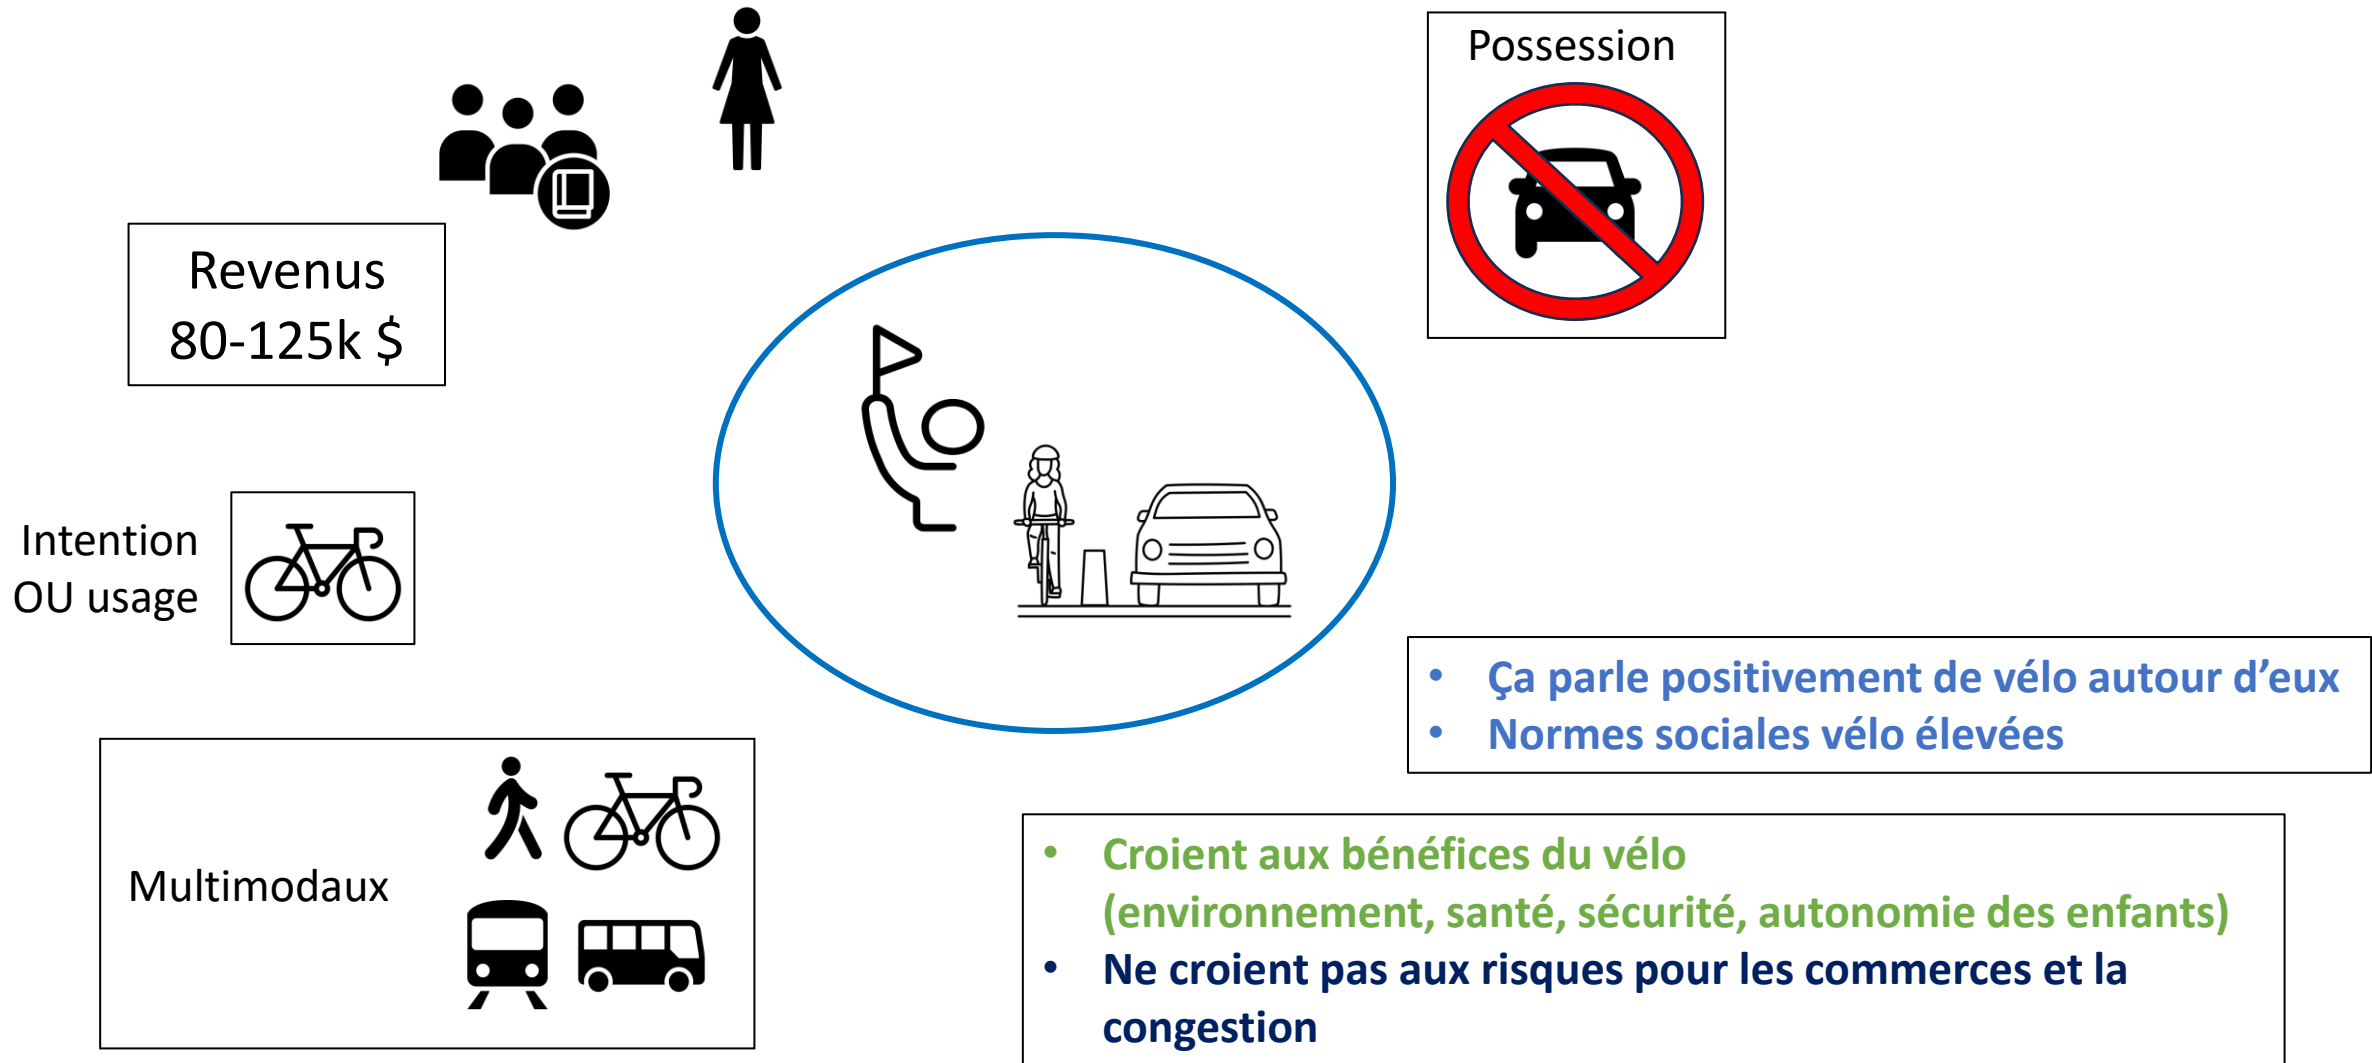 Possession
Revenus
80-125k $
Intention
OU usage
• Ça parle positivement de vélo autour d’eux
• Normes sociales vélo élevées
Multimodaux
• Croient aux bénéfices du vélo
(environnement, santé, sécurité, autonomie des enfants)
• Ne croient pas aux risques pour les commerces et la
congestion